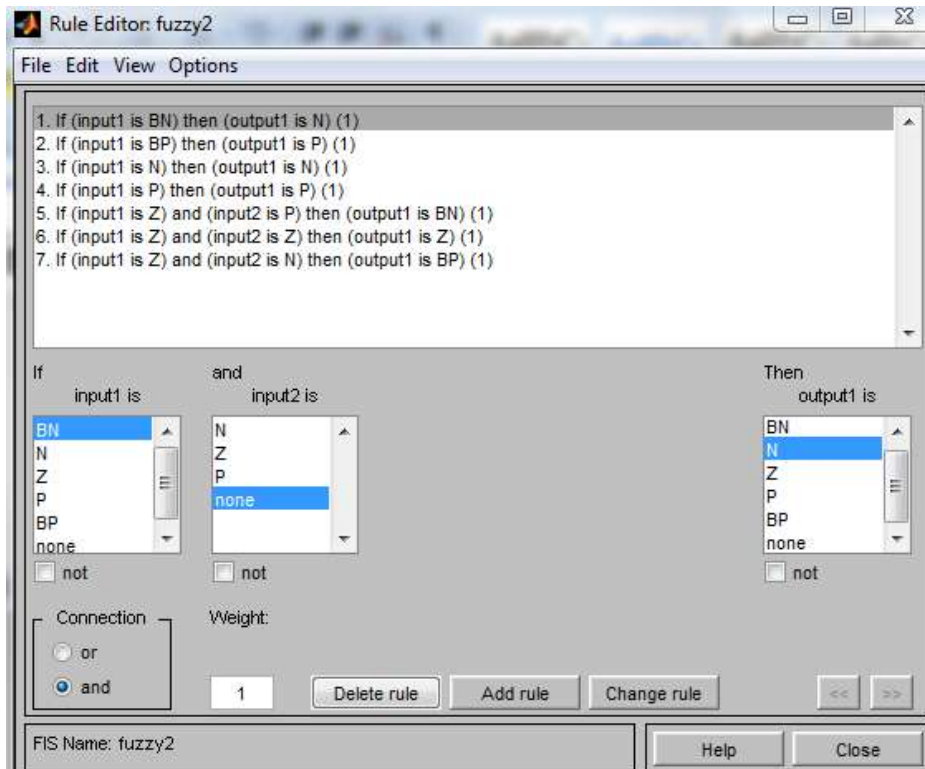 Rule Editor: fuzzy2
File Edit View Options
1. If (input1 is BN) then (output1 is N) (1)
2. If (input1 is BP) then (output1 is P) (1)
3. If (input1 is N) then (output1 is N) (1)
4. If (input1 is P) then (output1 is P) (1)
5. If (input1 is Z) and (input2 is P) then (output1 is BN) (1)
6. If (input1 is Z) and (input2 is Z) then (output1 is Z) (1)
7. If (input1 is Z) and (input2 is N) then (output1 is BP) (1)
If and Then
input1 is input2 is output1 is
BN N BN
N Z N
Z P Z
P none P
BP BP
none none
not not not
Connection Weight:
or
and 1 Delete rule Add rule Change rule << >>
FIS Name: fuzzy2 Help Close